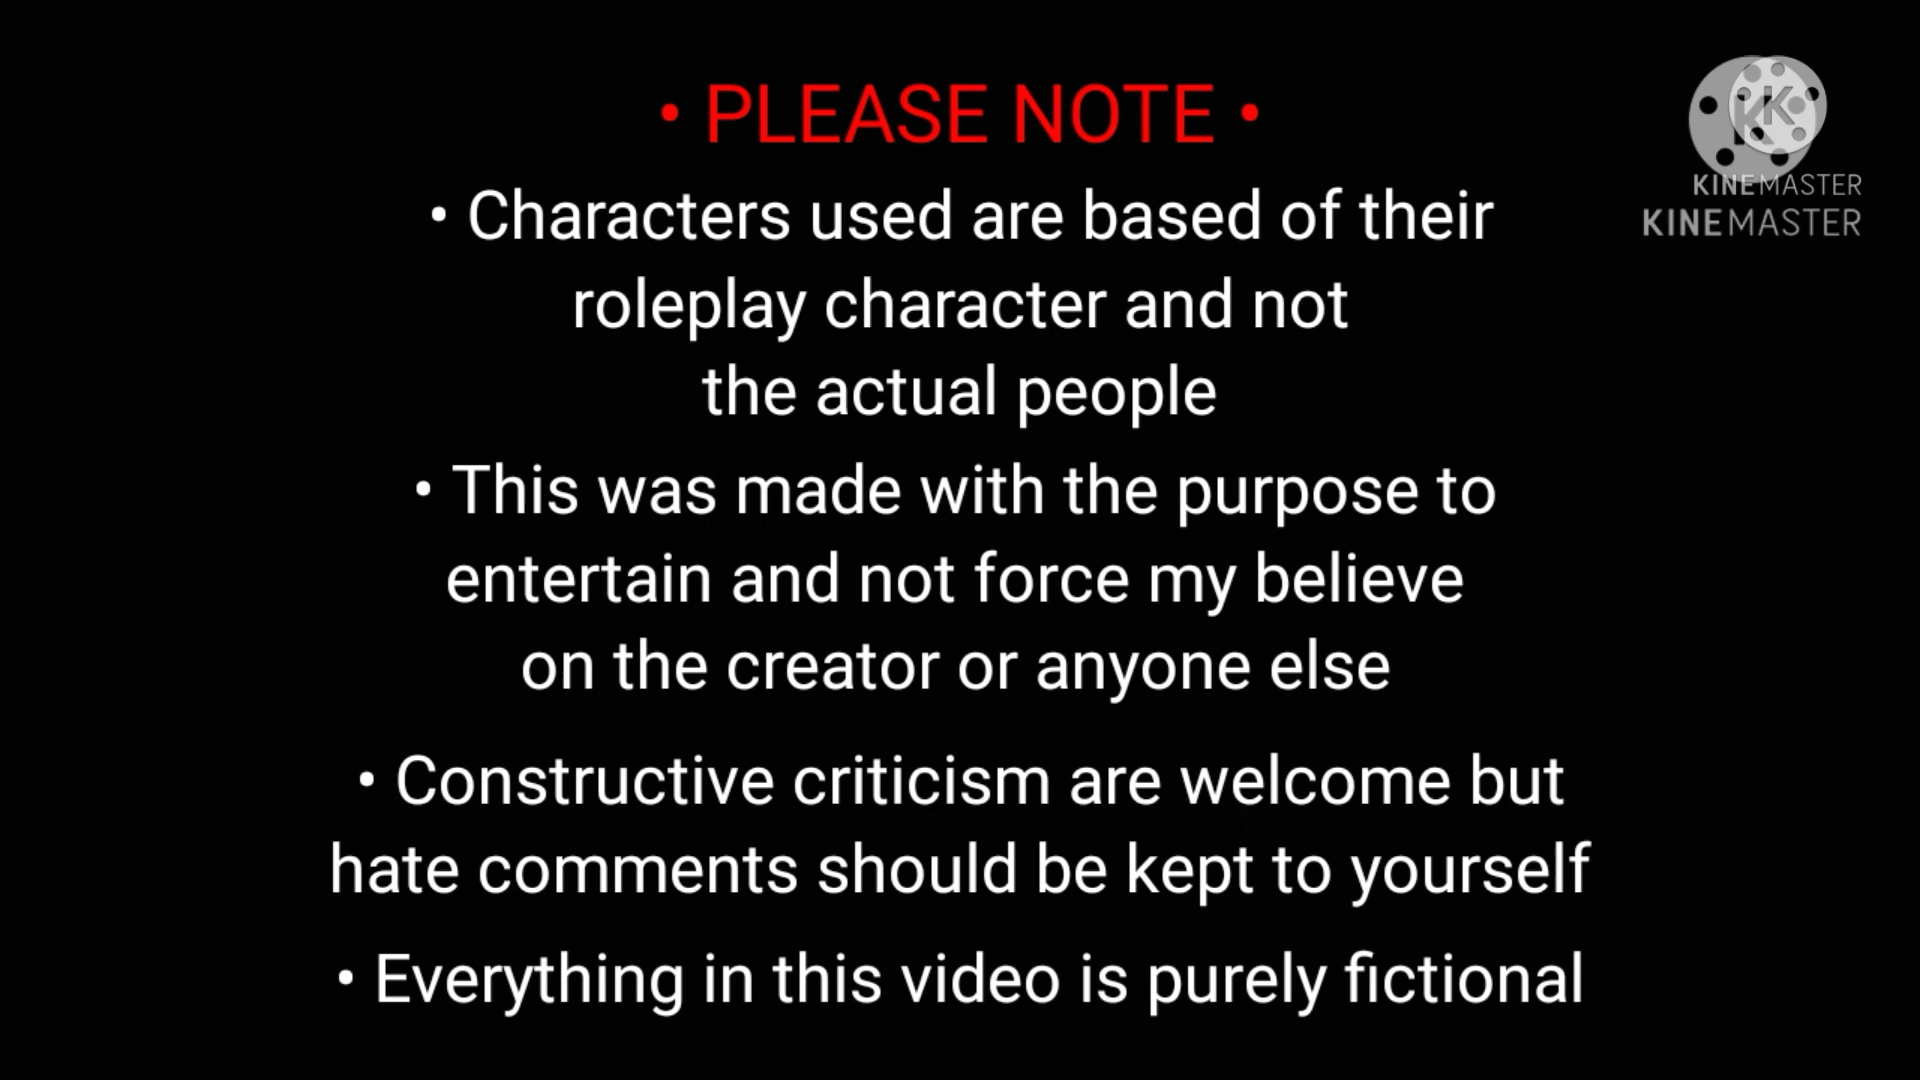 • PLEASE NOTE •
• Characters used are based of their
roleplay character and not
the actual people
• This was made with the purpose to
entertain and not force my believe
on the creator or anyone else
• Constructive criticism are welcome but
hate comments should be kept to yourself
• Everything in this video is purely fictional
K
K
KINEMASTER
KINEMASTER